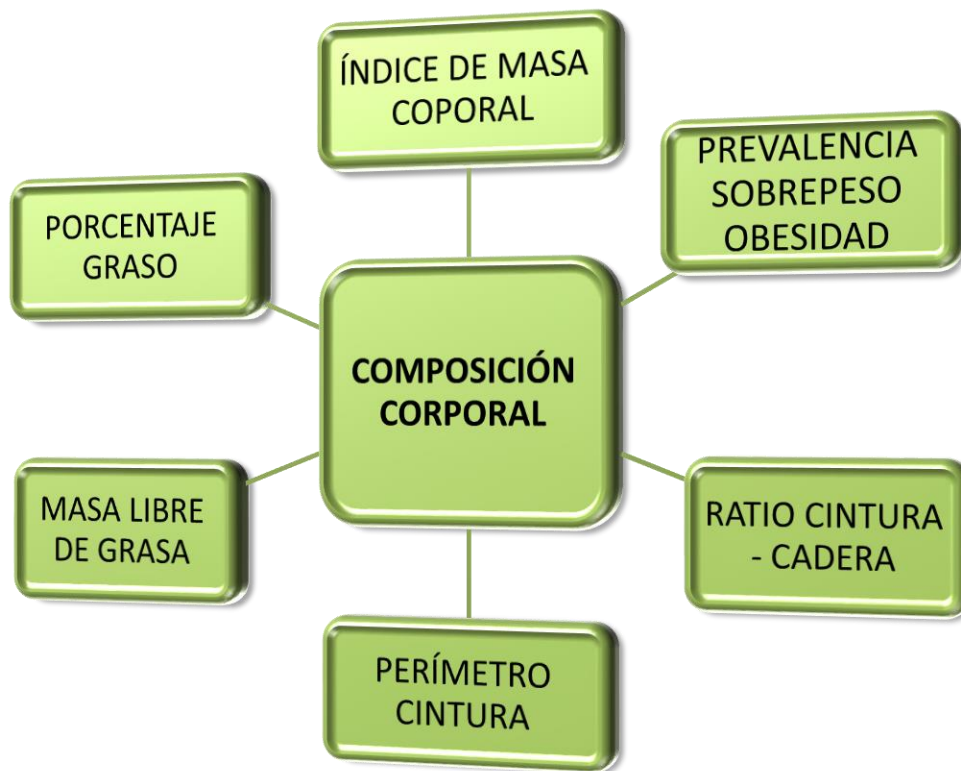 ÍNDICE DE MASA
COPORAL
PREVALENCIA
SOBREPESO
OBESIDAD
PORCENTAJE
GRASO
COMPOSICIÓN
CORPORAL
MASA LIBRE
DE GRASA
RATIO CINTURA
- CADERA
PERÍMETRO
CINTURA